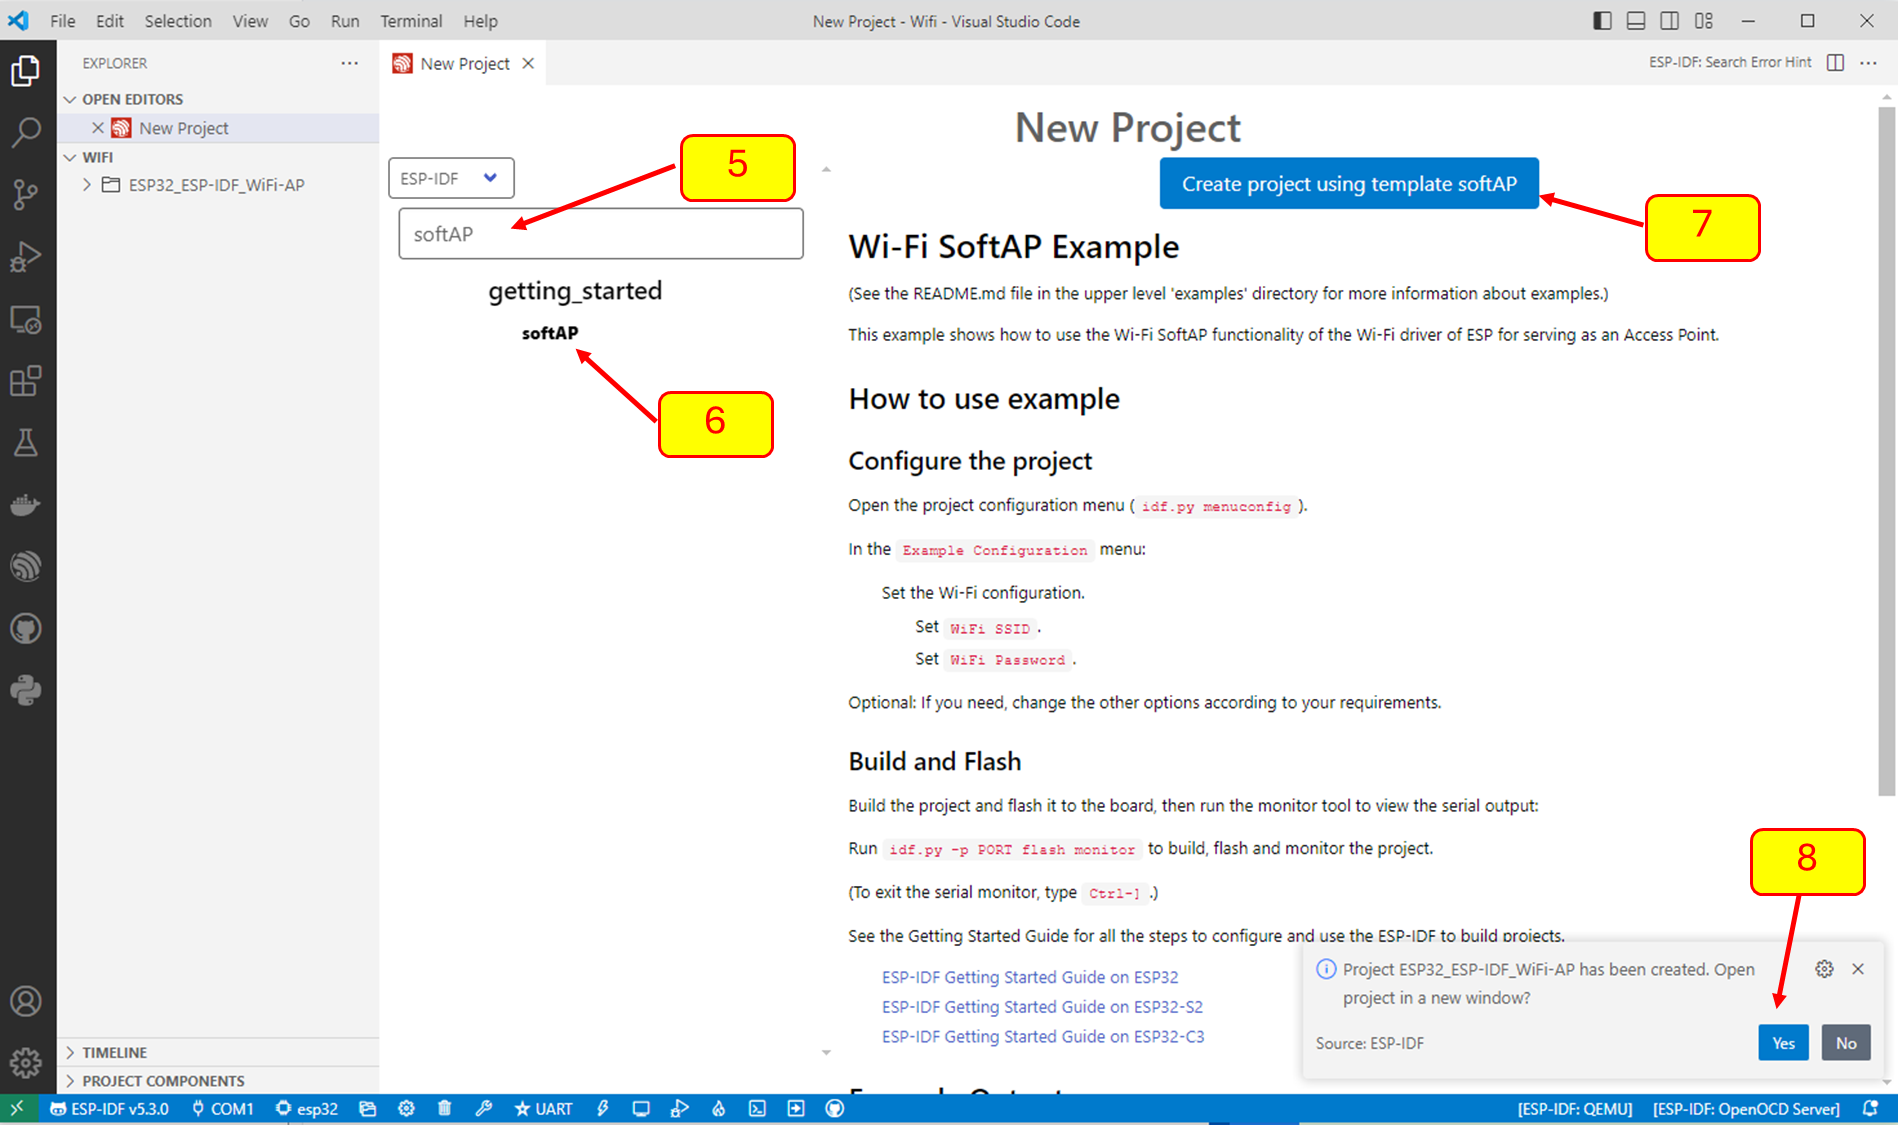 File Edit Selection View Go Run Terminal Help
New Project - Wifi - Visual Studio Code
EXPLORER
OPEN EDITORS
New Project
WIFI
ESP32_ESP-IDF_WiFi-AP
TIMELINE
PROJECT COMPONENTS
New Project
ESP-IDF: Search Error Hint
New Project
ESP-IDF
softAP
getting_started
softAP
5
6
Create project using template softAP
7
Wi-Fi SoftAP Example
(See the README.md file in the upper level 'examples' directory for more information about examples.)
This example shows how to use the Wi-Fi SoftAP functionality of the Wi-Fi driver of ESP for serving as an Access Point.
How to use example
Configure the project
Open the project configuration menu ( idf.py menuconfig ).
In the Example Configuration menu:
Set the Wi-Fi configuration.
Set WiFi SSID .
Set WiFi Password .
Optional: If you need, change the other options according to your requirements.
Build and Flash
Build the project and flash it to the board, then run the monitor tool to view the serial output:
Run idf.py -p PORT flash monitor to build, flash and monitor the project.
(To exit the serial monitor, type Ctrl-] .)
See the Getting Started Guide for all the steps to configure and use the ESP-IDF to build projects.
ESP-IDF Getting Started Guide on ESP32
ESP-IDF Getting Started Guide on ESP32-S2
ESP-IDF Getting Started Guide on ESP32-C3
8
Project ESP32_ESP-IDF_WiFi-AP has been created. Open
project in a new window?
Source: ESP-IDF
Yes No
ESP-IDF v5.3.0 COM1 esp32 UART [ESP-IDF: QEMU] [ESP-IDF: OpenOCD Server]